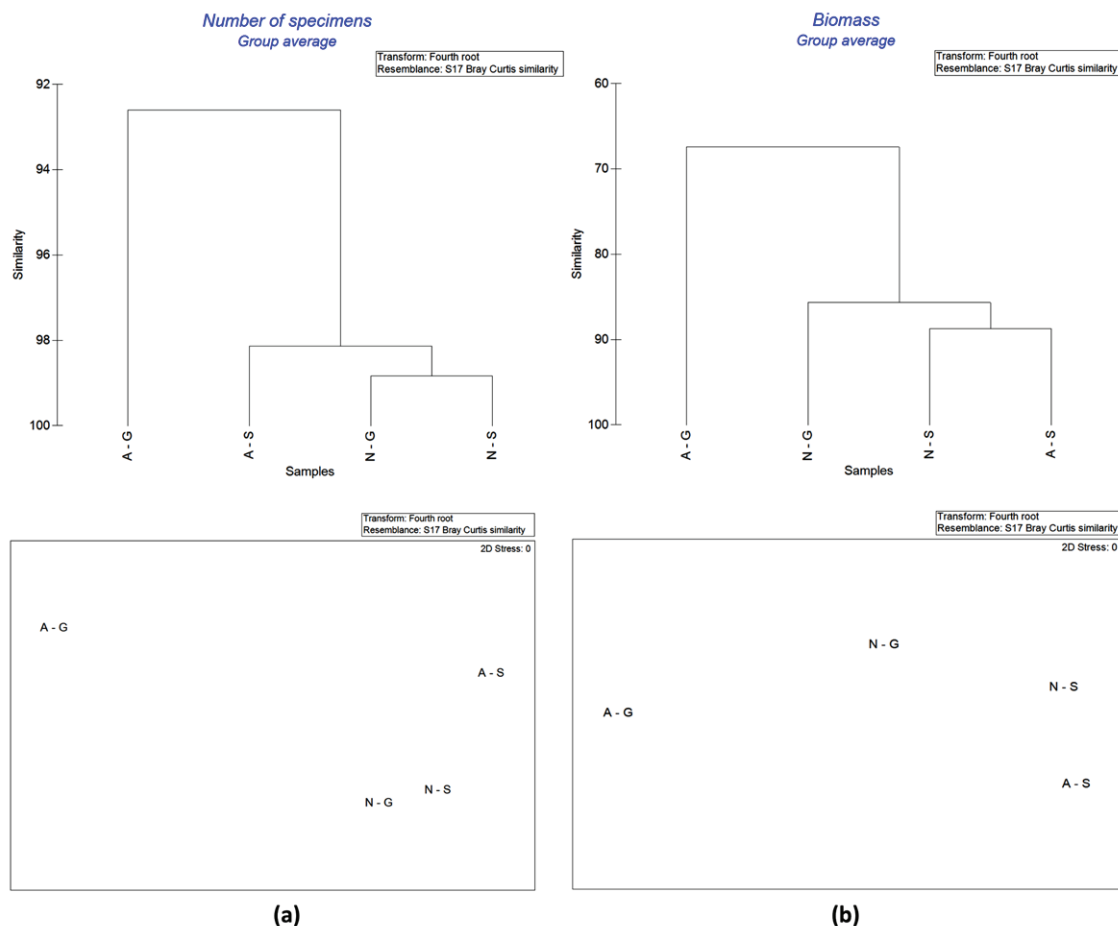 Number of specimens
Group average
Transform: Fourth root
Resemblance: S17 Bray Curtis similarity
92
94
96
98
100
Similarity
A - G
A - S
N - G
N - S
Samples
Biomass
Group average
Transform: Fourth root
Resemblance: S17 Bray Curtis similarity
60
70
80
90
100
Similarity
A - G
N - G
N - S
A - S
Samples
Transform: Fourth root
Resemblance: S17 Bray Curtis similarity
2D Stress: 0
A - G
A - S
N - S
N - G
(a)
Transform: Fourth root
Resemblance: S17 Bray Curtis similarity
2D Stress: 0
N - G
N - S
A - G
A - S
(b)